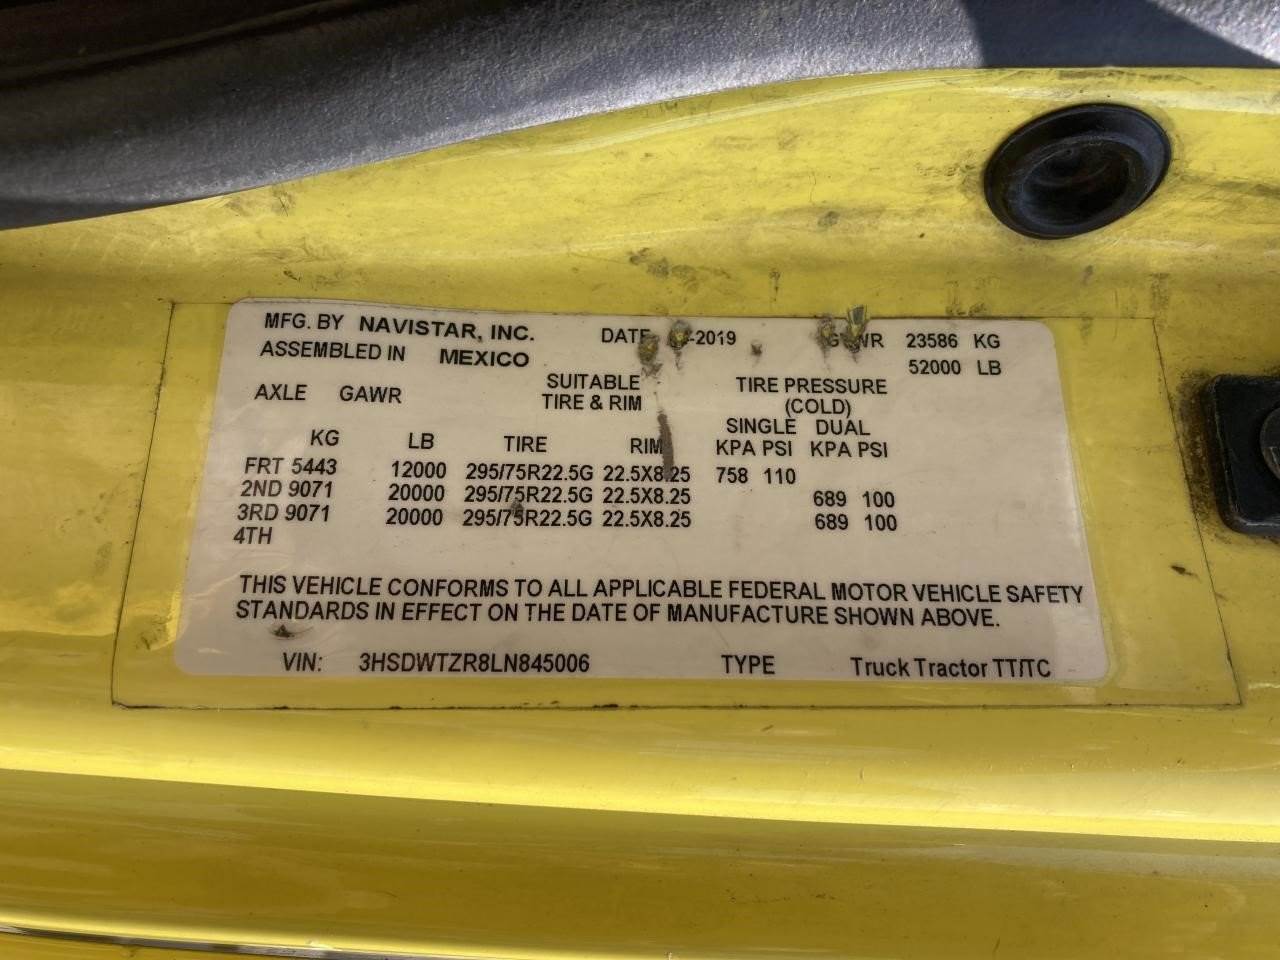 MFG. BY NAVISTAR, INC. DATE -2019 GVWR 23586 KG
ASSEMBLED IN MEXICO 52000 LB
AXLE GAWR SUITABLE TIRE PRESSURE
TIRE & RIM (COLD)
SINGLE DUAL
KG LB TIRE RIM KPA PSI KPA PSI
FRT 5443 12000 295/75R22.5G 22.5X8.25 758 110
2ND 9071 20000 295/75R22.5G 22.5X8.25 689 100
3RD 9071 20000 295/75R22.5G 22.5X8.25 689 100
4TH
THIS VEHICLE CONFORMS TO ALL APPLICABLE FEDERAL MOTOR VEHICLE SAFETY
STANDARDS IN EFFECT ON THE DATE OF MANUFACTURE SHOWN ABOVE.
VIN: 3HSDWTZR8LN845006 TYPE Truck Tractor TT/TC